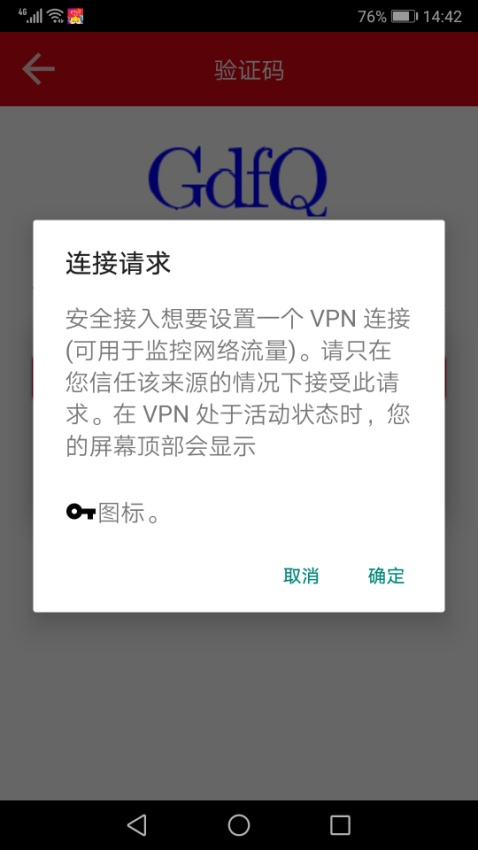 4G 76% 14:42
验证码
GdfQ
连接请求
安全接入想要设置一个 VPN 连接
(可用于监控网络流量)。请只在
您信任该来源的情况下接受此请
求。在 VPN 处于活动状态时，您
的屏幕顶部会显示
图标。
取消 确定